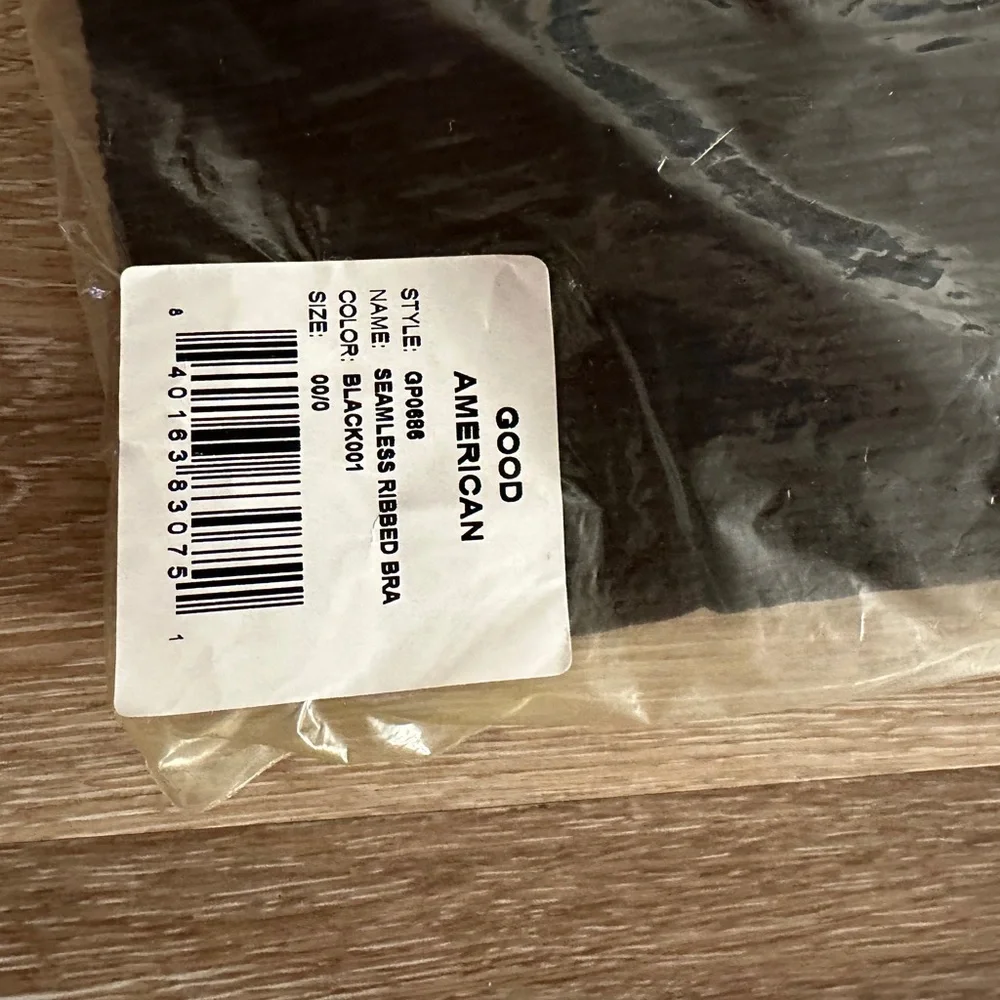 GOOD
AMERICAN
STYLE: GP0686
NAME: SEAMLESS RIBBED BRA
COLOR: BLACK001
SIZE: 00/0
8 40163 83075 1